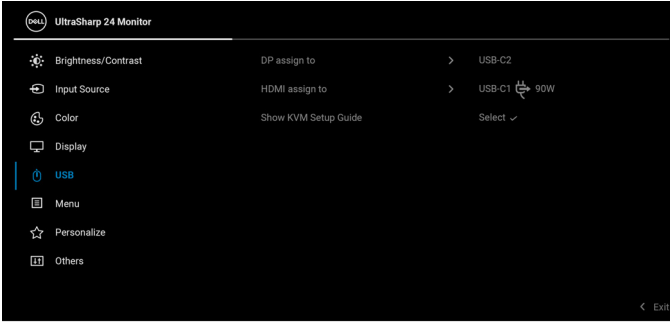 DELL UltraSharp 24 Monitor
Brightness/Contrast DP assign to > USB-C2
Input Source HDMI assign to > USB-C1 90W
Color Show KVM Setup Guide Select ✓
Display
USB
Menu
Personalize
Others
< Exit